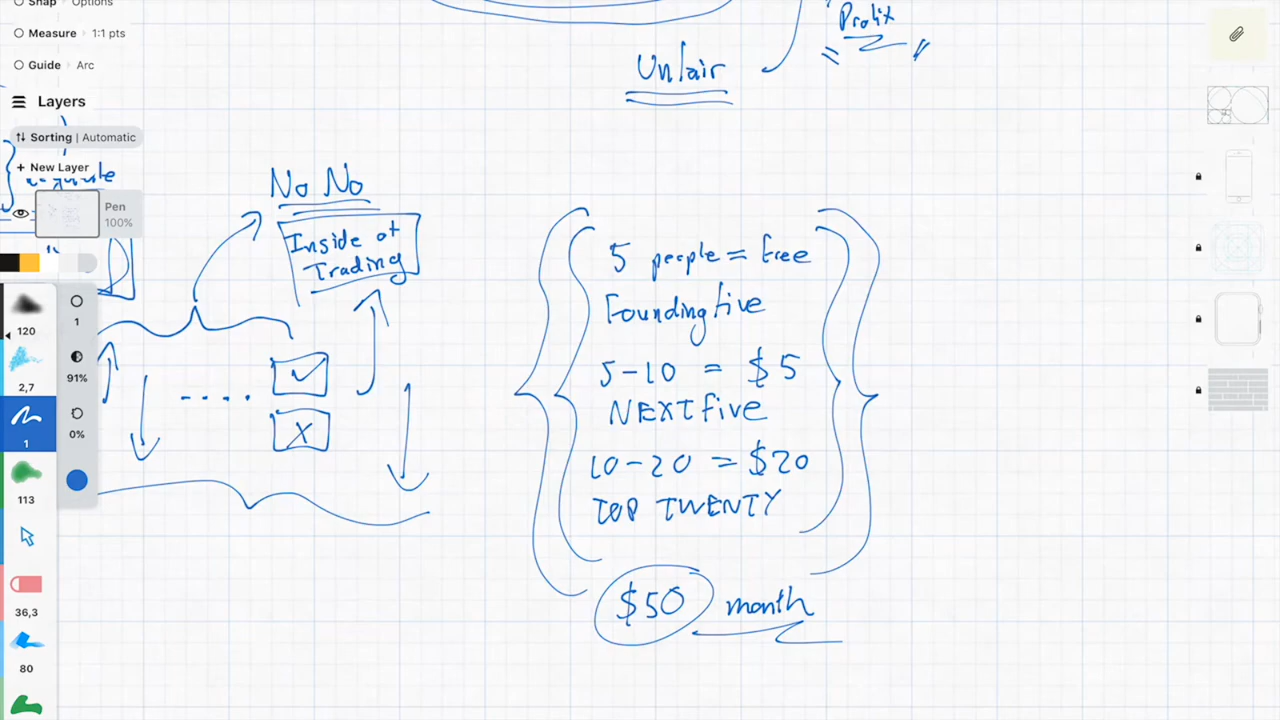 Snap Options
Measure 1:1 pts
Guide Arc
Layers
Sorting | Automatic
+ New Layer
Pen
100%
120
2,7
1
113
36,3
80
1
91%
0%
Profit
Unfair
No No
Inside of
Trading
5 people = free
Founding five
5-10 = $5
NEXT five
10-20 = $20
TOP TWENTY
$50 month